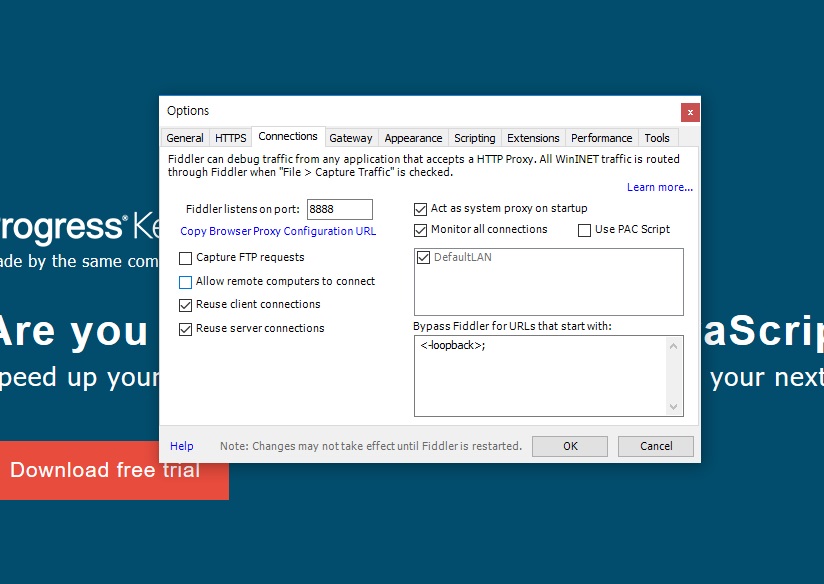 Options
x
General HTTPS Connections Gateway Appearance Scripting Extensions Performance Tools
Fiddler can debug traffic from any application that accepts a HTTP Proxy. All WinINET traffic is routed
through Fiddler when "File > Capture Traffic" is checked.
Learn more...
Fiddler listens on port: 8888
Copy Browser Proxy Configuration URL
Capture FTP requests
Allow remote computers to connect
Reuse client connections
Reuse server connections
Act as system proxy on startup
Monitor all connections Use PAC Script
DefaultLAN
Bypass Fiddler for URLs that start with:
<-loopback>;
Help Note: Changes may not take effect until Fiddler is restarted. OK Cancel
rogress® Ke
ade by the same com
Are you aScrip
peed up your your next
Download free trial